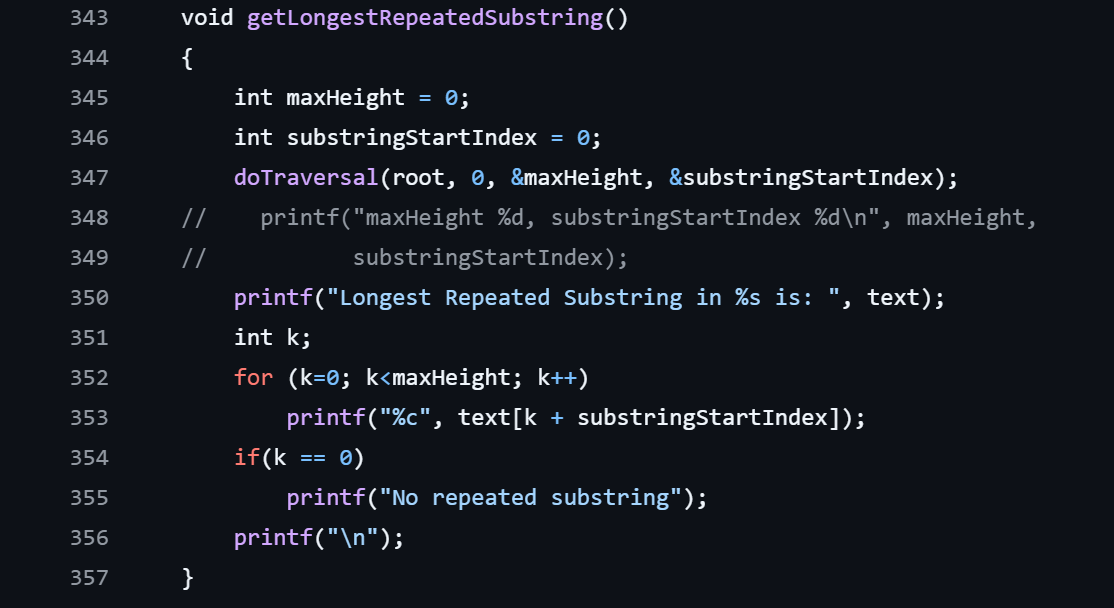 343 void getLongestRepeatedSubstring()
344 {
345 int maxHeight = 0;
346 int substringStartIndex = 0;
347 doTraversal(root, 0, &maxHeight, &substringStartIndex);
348 //    printf("maxHeight %d, substringStartIndex %d\n", maxHeight,
349 //           substringStartIndex);
350 printf("Longest Repeated Substring in %s is: ", text);
351 int k;
352 for (k=0; k<maxHeight; k++)
353 printf("%c", text[k + substringStartIndex]);
354 if(k == 0)
355 printf("No repeated substring");
356 printf("\n");
357 }